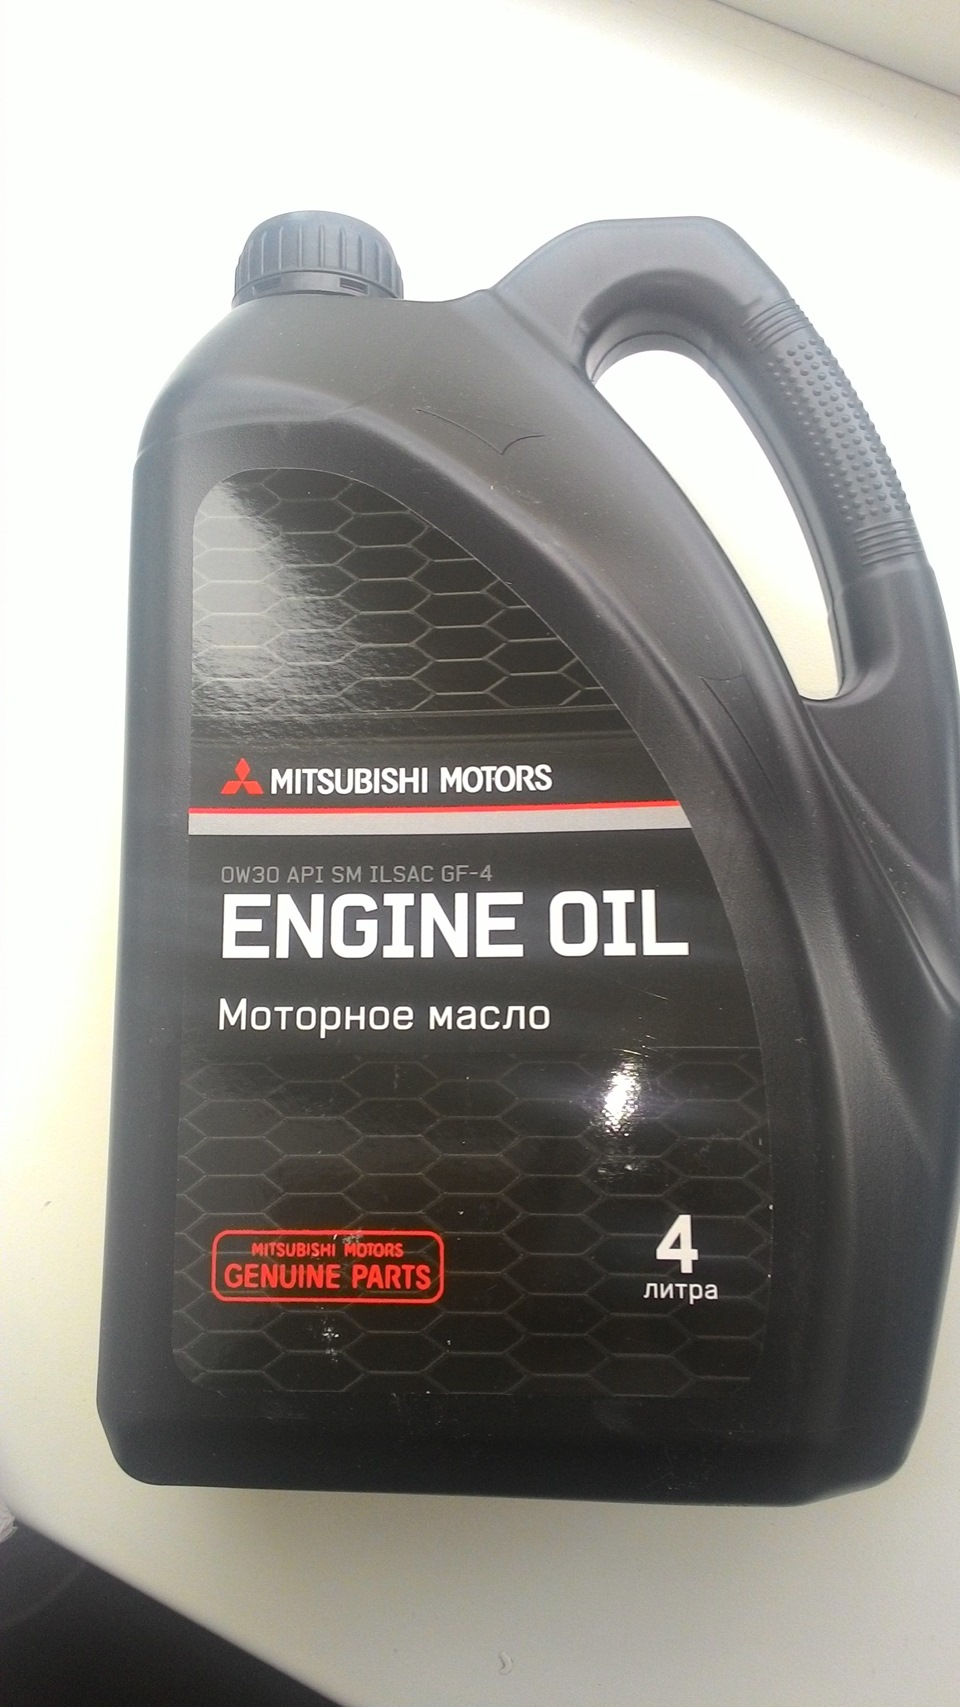 MITSUBISHI MOTORS
0W30 API SM ILSAC GF-4
ENGINE OIL
Моторное масло
MITSUBISHI MOTORS
GENUINE PARTS
4
литра